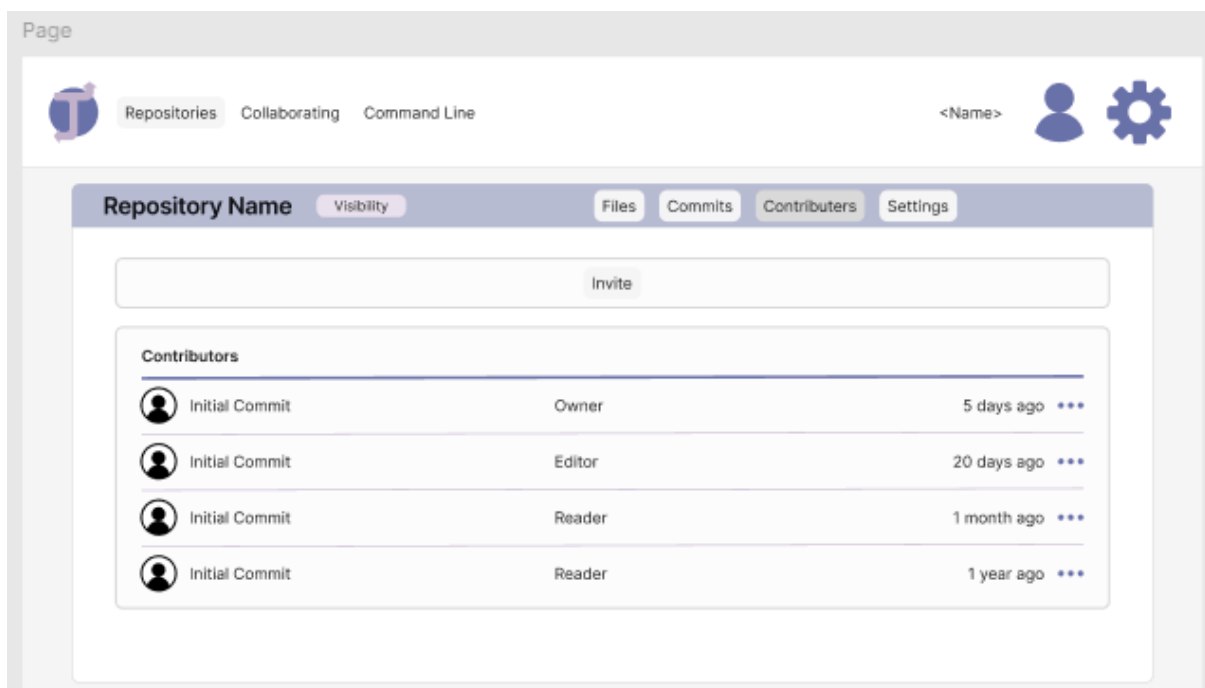 Page
Repositories Collaborating Command Line <Name>
Repository Name Visibility Files Commits Contributers Settings
Invite
Contributors
Initial Commit Owner 5 days ago
Initial Commit Editor 20 days ago
Initial Commit Reader 1 month ago
Initial Commit Reader 1 year ago